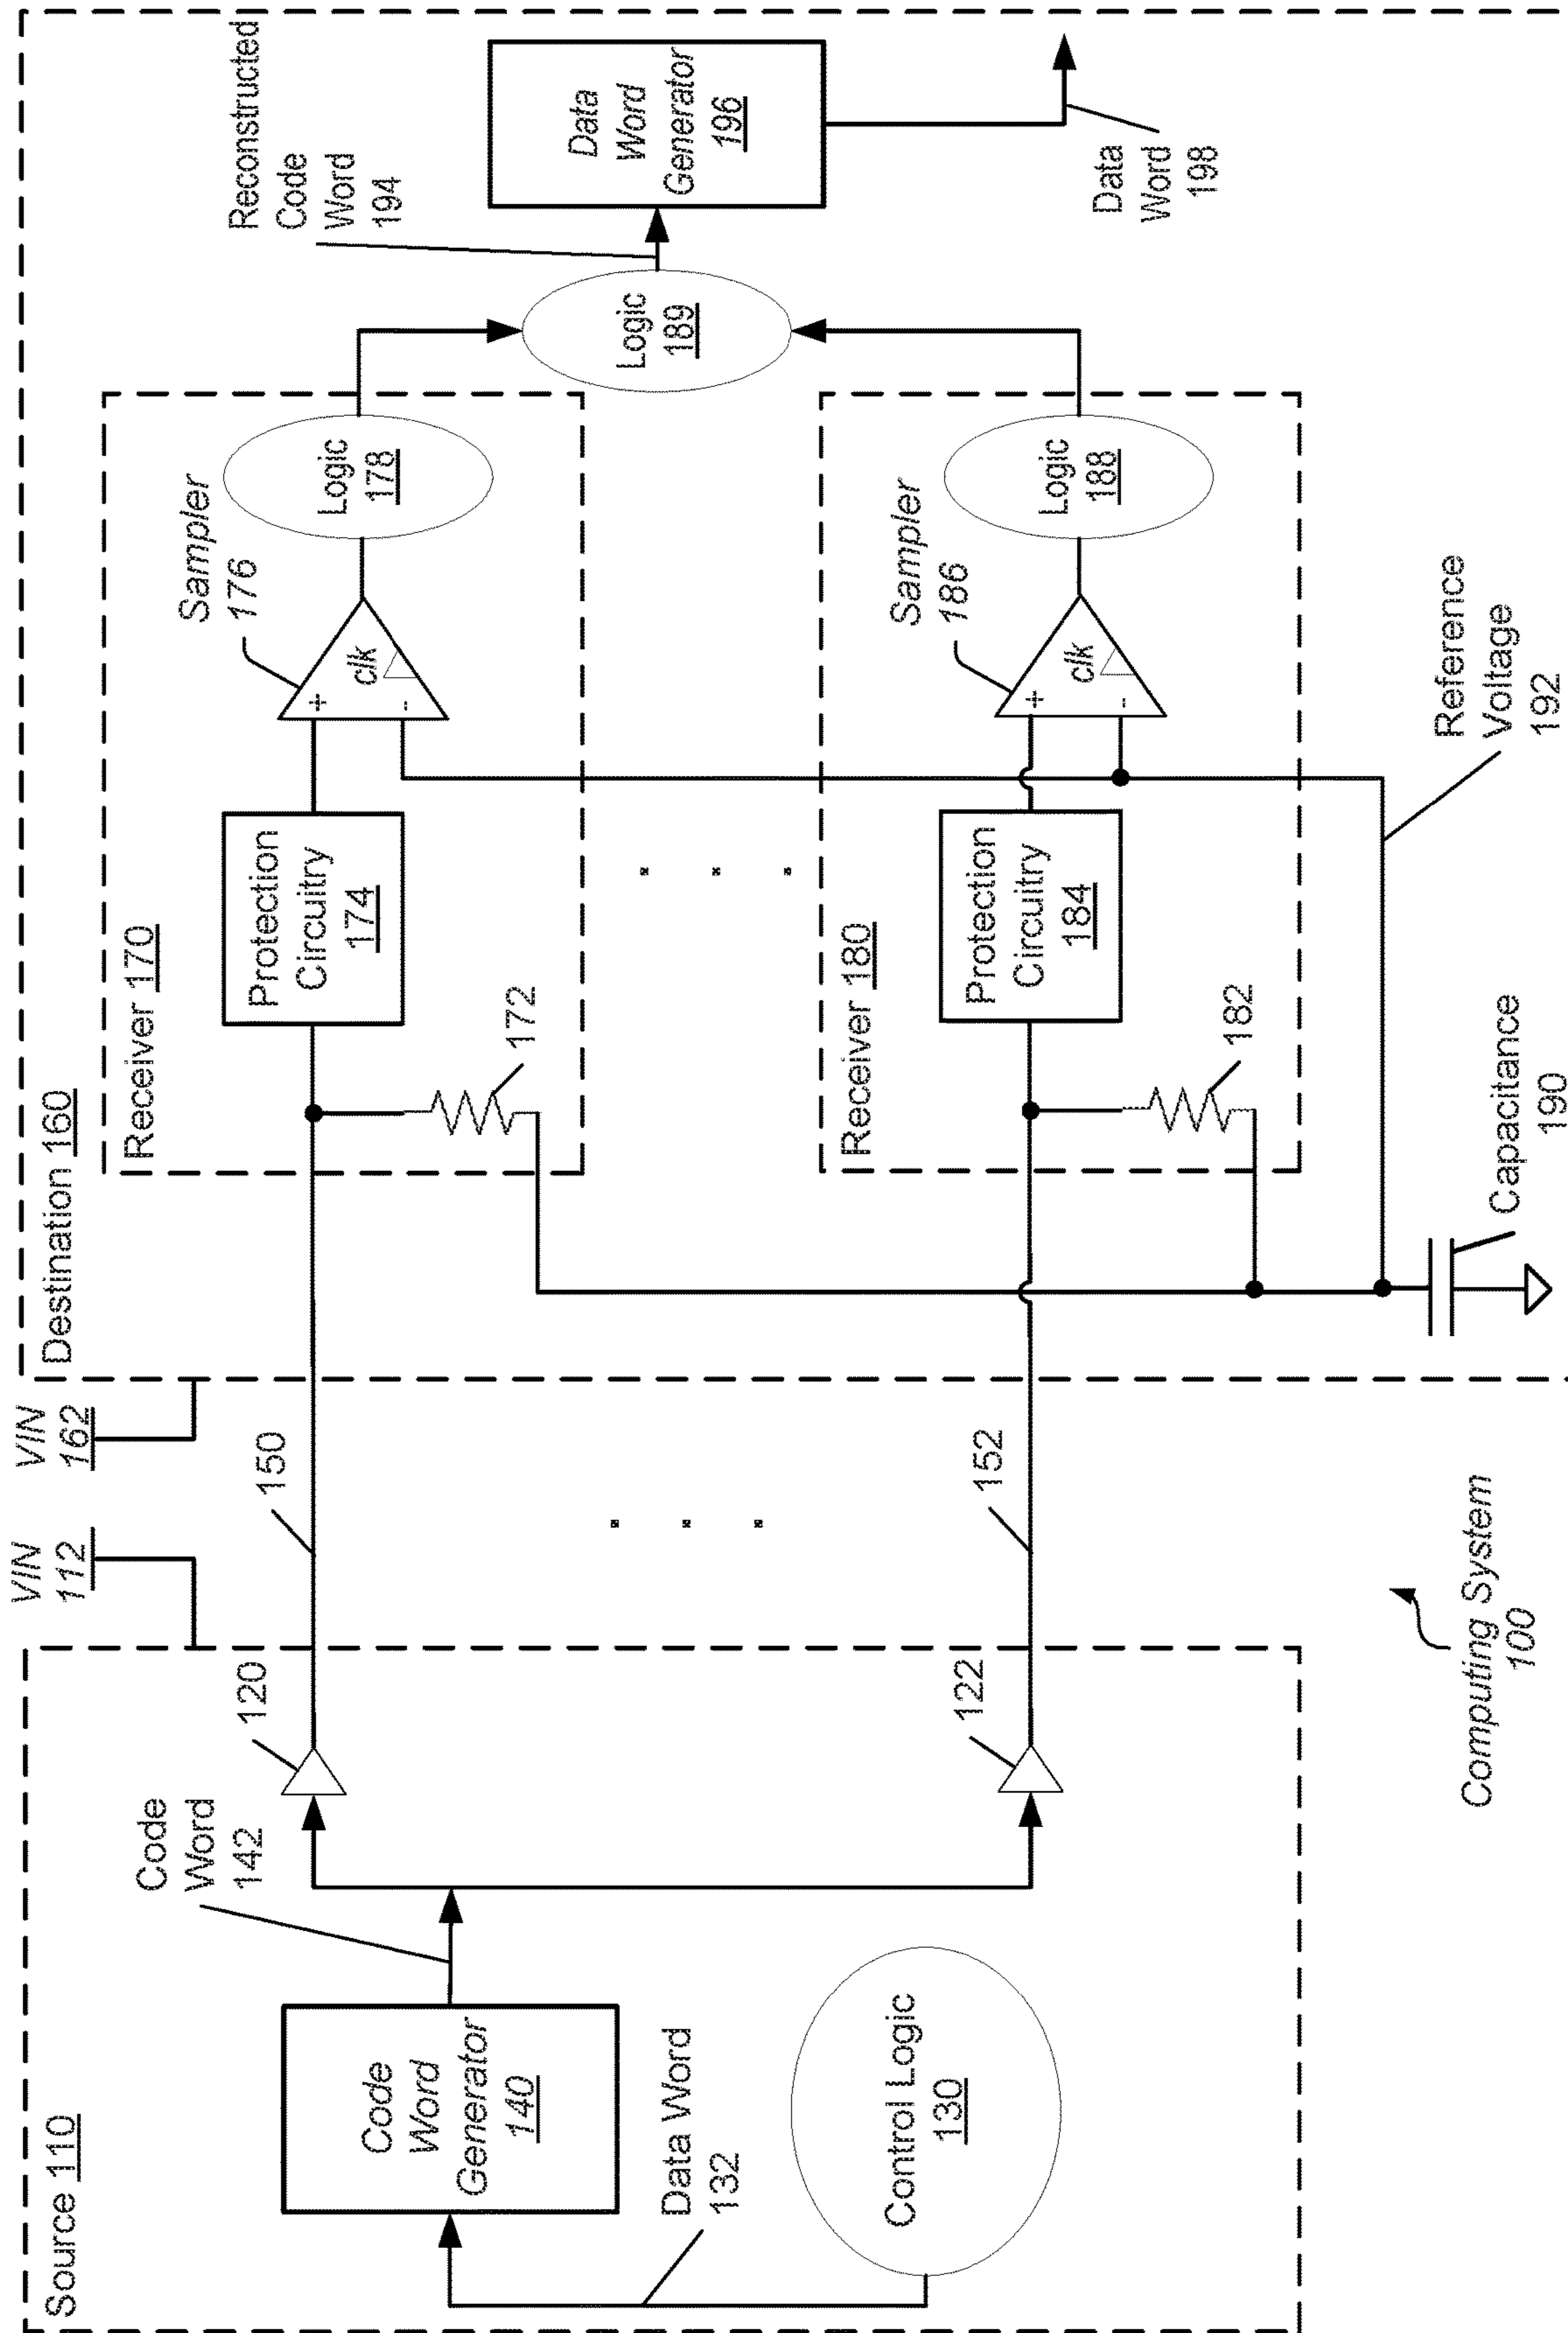 Source 110
Code
Word
Generator
140
Data Word
132
Control Logic
130
Code
Word
142
120
122
VIN
112
VIN
162
150
152
Computing System
100
Destination 160
Receiver 170
Protection
Circuitry
174
172
Sampler
176
+
-
clk
Logic
178
Receiver 180
Protection
Circuitry
184
182
Sampler
186
+
-
clk
Logic
188
Capacitance
190
Reference
Voltage
192
Logic
189
Reconstructed
Code
Word
194
Data
Word
Generator
196
Data
Word
198